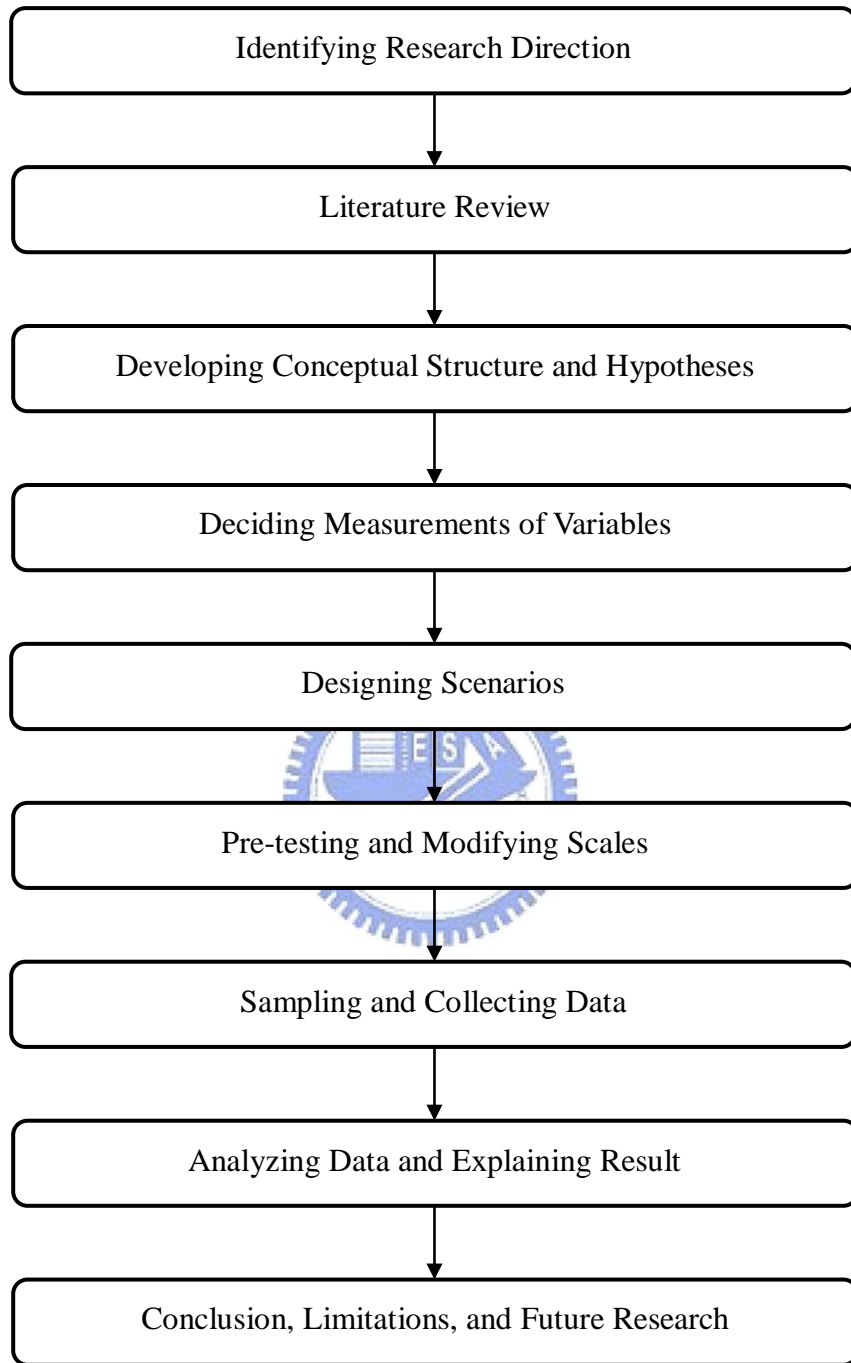 Identifying Research Direction
Literature Review
Developing Conceptual Structure and Hypotheses
Deciding Measurements of Variables
Designing Scenarios
ESA
Pre-testing and Modifying Scales
Sampling and Collecting Data
Analyzing Data and Explaining Result
Conclusion, Limitations, and Future Research